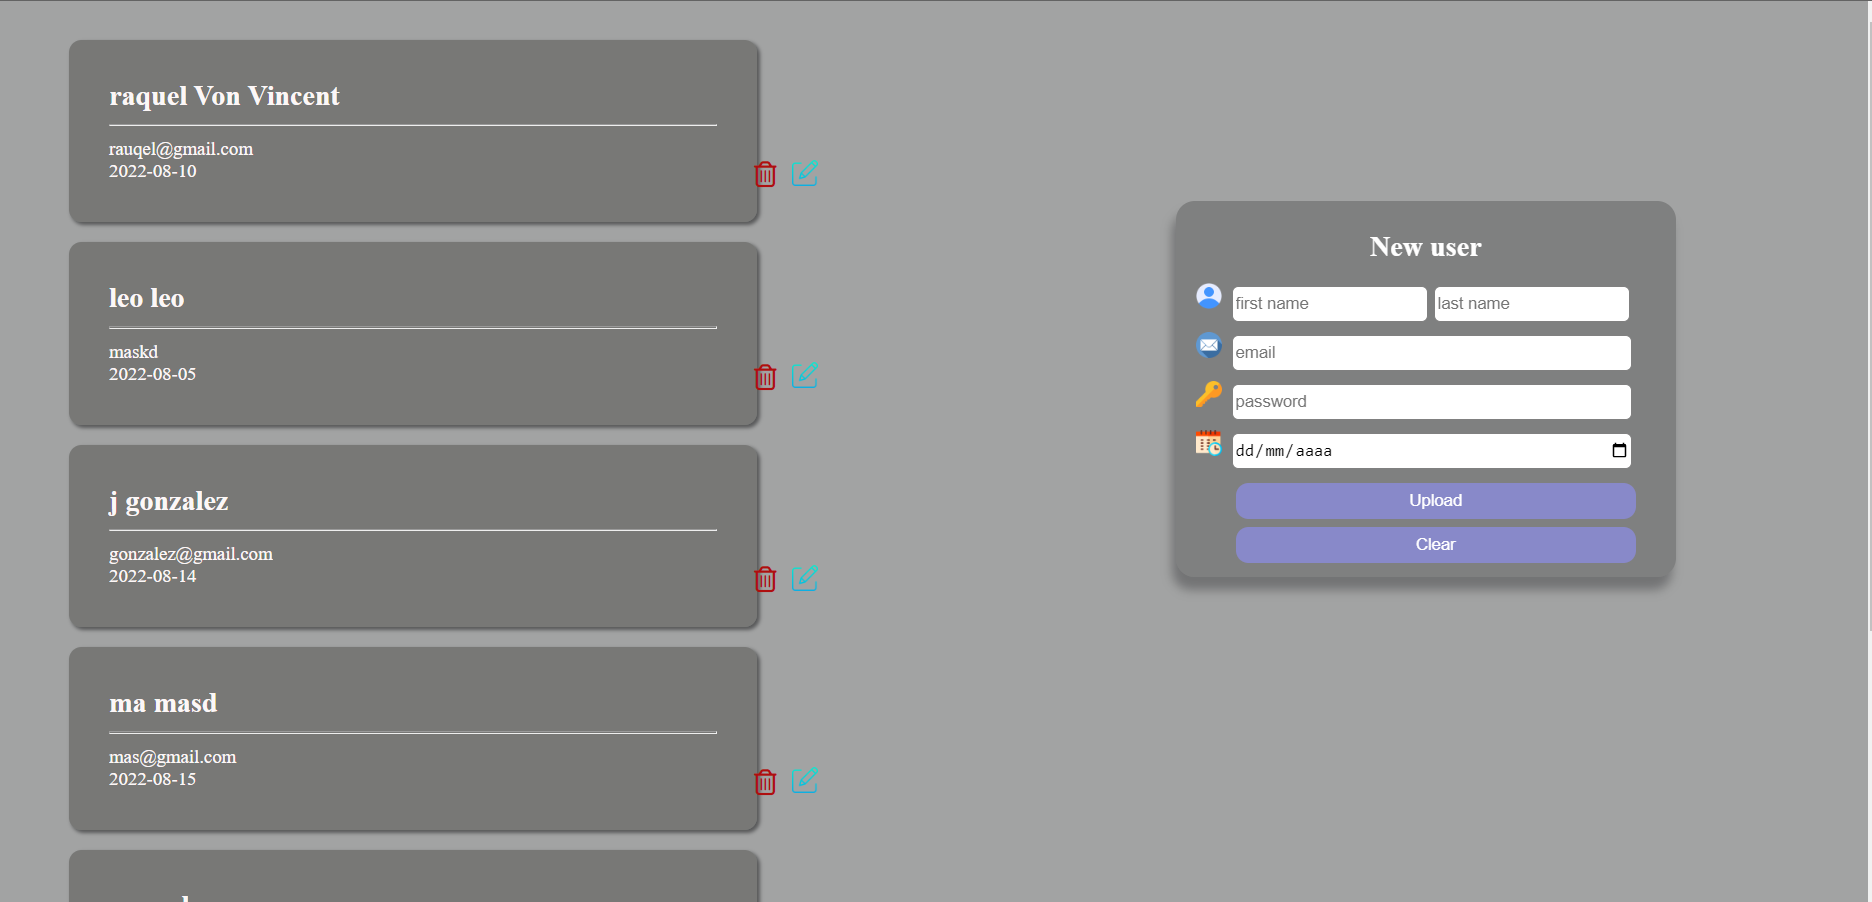 raquel Von Vincent
rauqel@gmail.com
2022-08-10
leo leo
maskd
2022-08-05
j gonzalez
gonzalez@gmail.com
2022-08-14
ma masd
mas@gmail.com
2022-08-15
New user
first name last name
email
password
dd/mm/aaaa
Upload
Clear